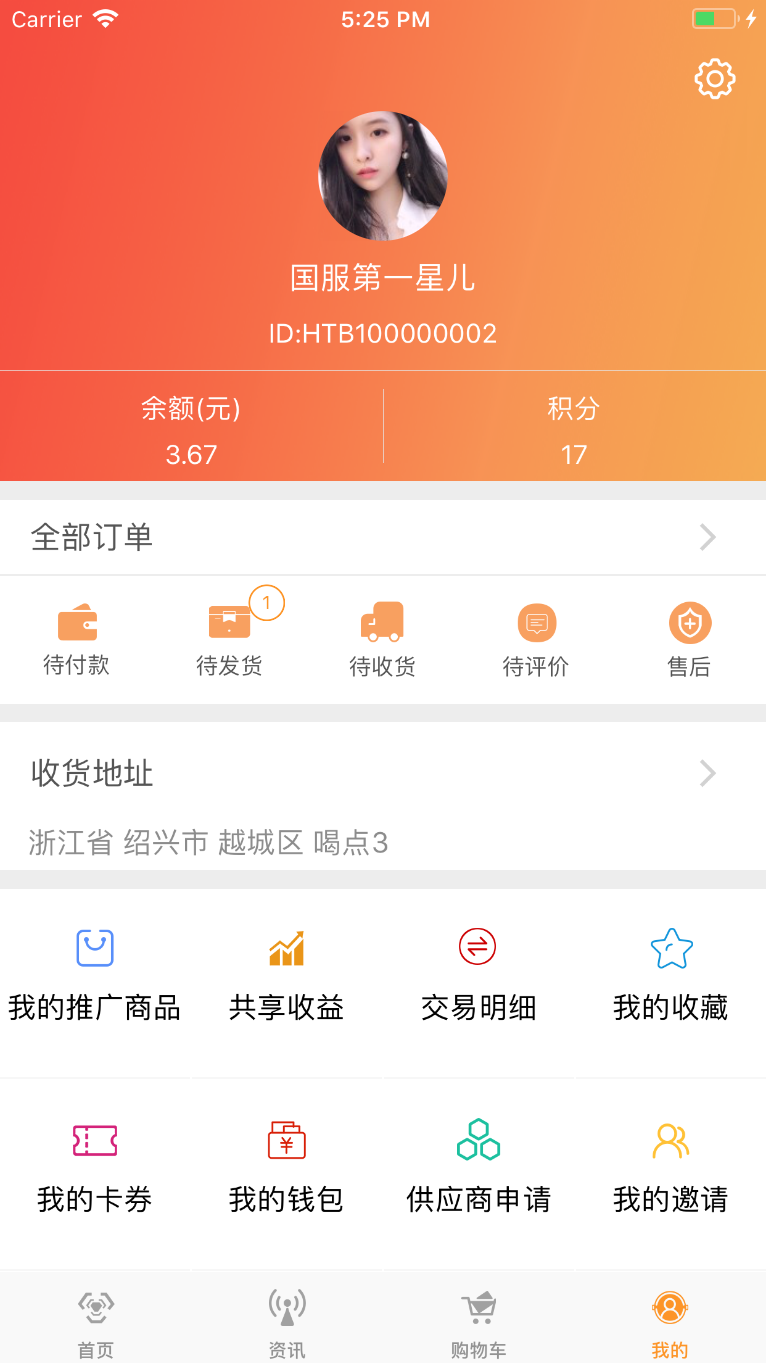 Carrier 5:25 PM
国服第一星儿
ID:HTB100000002
余额(元) 积分
3.67 17
全部订单
1
待付款 待发货 待收货 待评价 售后
收货地址
浙江省 绍兴市 越城区 喝点3
我的推广商品 共享收益 交易明细 我的收藏
¥
我的卡券 我的钱包 供应商申请 我的邀请
首页 资讯 购物车 我的